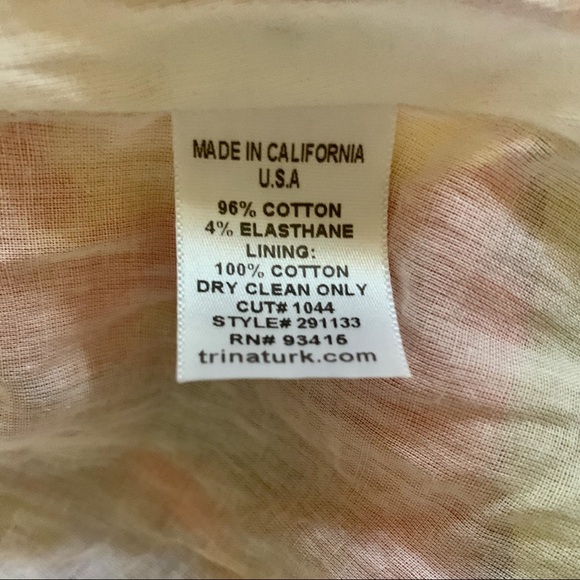 MADE IN CALIFORNIA
U.S.A
96% COTTON
4% ELASTHANE
LINING:
100% COTTON
DRY CLEAN ONLY
CUT# 1044
STYLE# 291133
RN# 93415
trinaturk.com